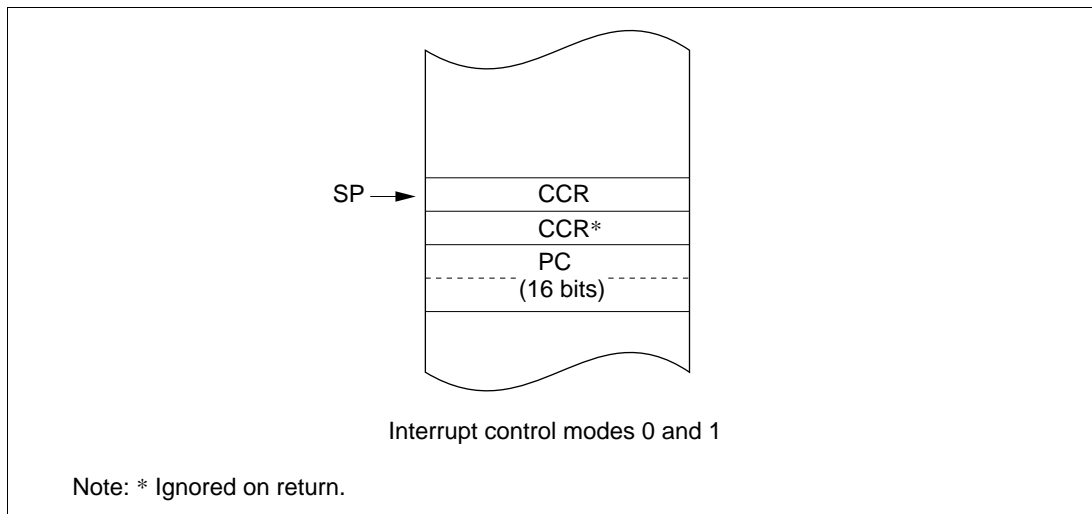 SP
CCR
CCR*
PC
(16 bits)
Interrupt control modes 0 and 1
Note: * Ignored on return.